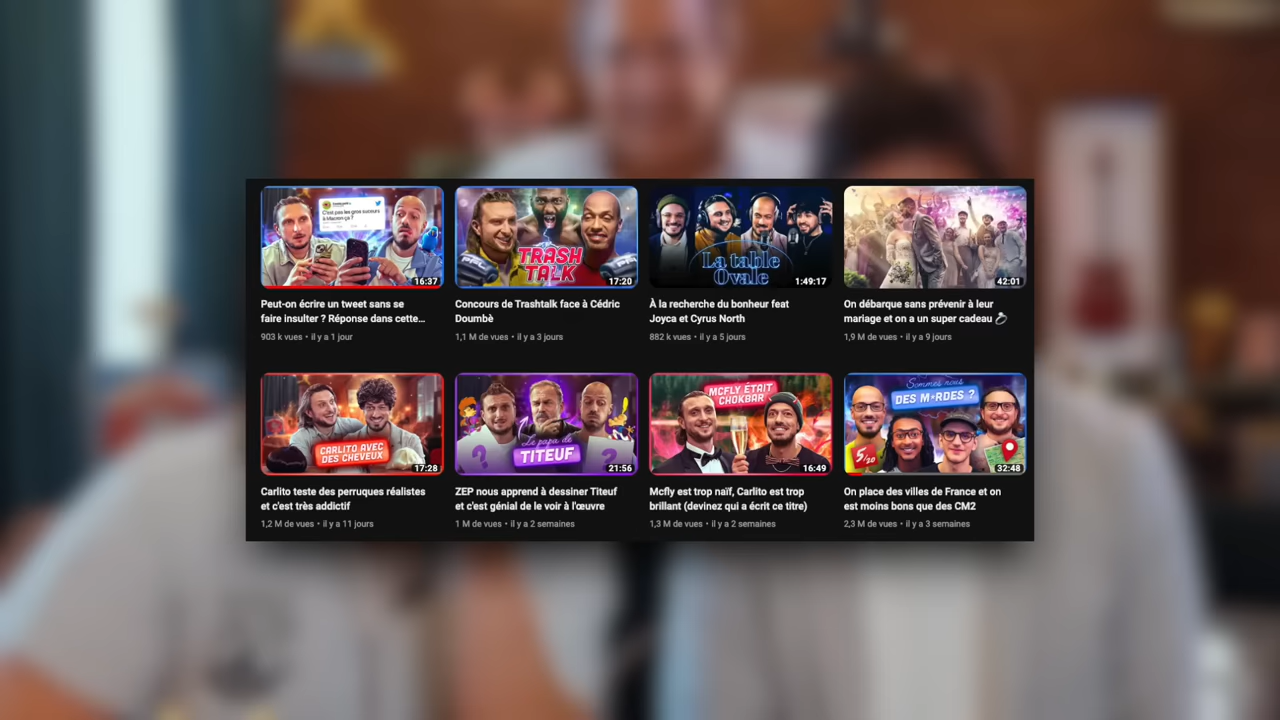 C'est pas les gros suceurs
à Macron ça ?
16:37
TRASH
TALK
17:20
La table
Ovale
1:49:17
42:01
Peut-on écrire un tweet sans se
faire insulter ? Réponse dans cette...
903 k vues • il y a 1 jour
Concours de Trashtalk face à Cédric
Doumbè
1,1 M de vues • il y a 3 jours
À la recherche du bonheur feat
Joyca et Cyrus North
882 k vues • il y a 5 jours
On débarque sans prévenir à leur
mariage et on a un super cadeau 💍
1,9 M de vues • il y a 9 jours
CARLITO AVEC
DES CHEVEUX
17:28
?
Le papa de
TITEUF
?
21:56
MCFLY ÉTAIT
CHOKBAR
16:49
Sommes nous
DES M*RDES ?
5/20
32:48
Carlito teste des perruques réalistes
et c'est très addictif
1,2 M de vues • il y a 11 jours
ZEP nous apprend à dessiner Titeuf
et c'est génial de le voir à l'œuvre
1 M de vues • il y a 2 semaines
Mcfly est trop naïf, Carlito est trop
brillant (devinez qui a écrit ce titre)
1,3 M de vues • il y a 2 semaines
On place des villes de France et on
est moins bons que des CM2
2,3 M de vues • il y a 3 semaines